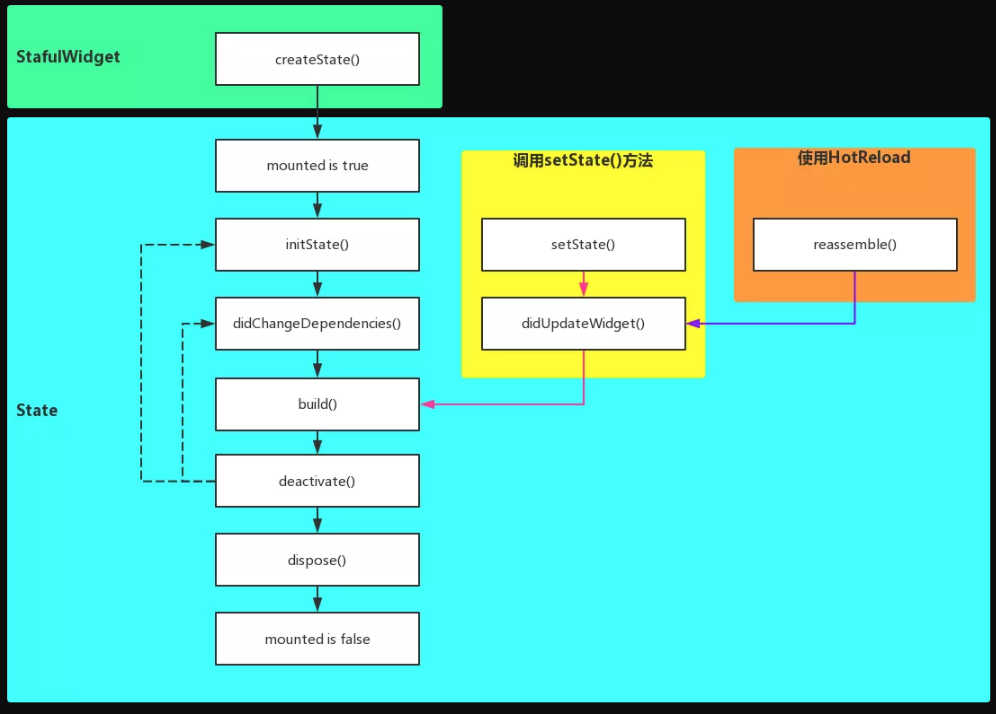 StafulWidget
createState()
mounted is true
initState()
didChangeDependencies()
State
build()
deactivate()
dispose()
mounted is false
调用setState()方法
setState()
didUpdateWidget()
使用HotReload
reassemble()